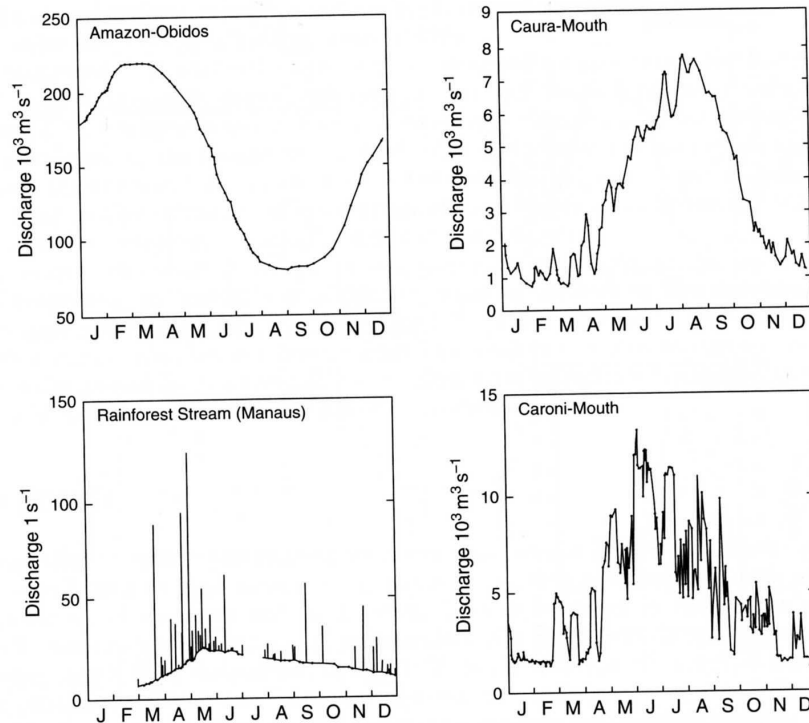 Amazon-Obidos
Discharge 10³ m³ s⁻¹
250
200
150
100
50
J F M A M J J A S O N D
Caura-Mouth
Discharge 10³ m³ s⁻¹
9
8
7
6
5
4
3
2
1
0
J F M A M J J A S O N D
Rainforest Stream (Manaus)
Discharge 1 s⁻¹
150
100
50
0
J F M A M J J A S O N D
Caroni-Mouth
Discharge 10³ m³ s⁻¹
15
10
5
0
J F M A M J J A S O N D